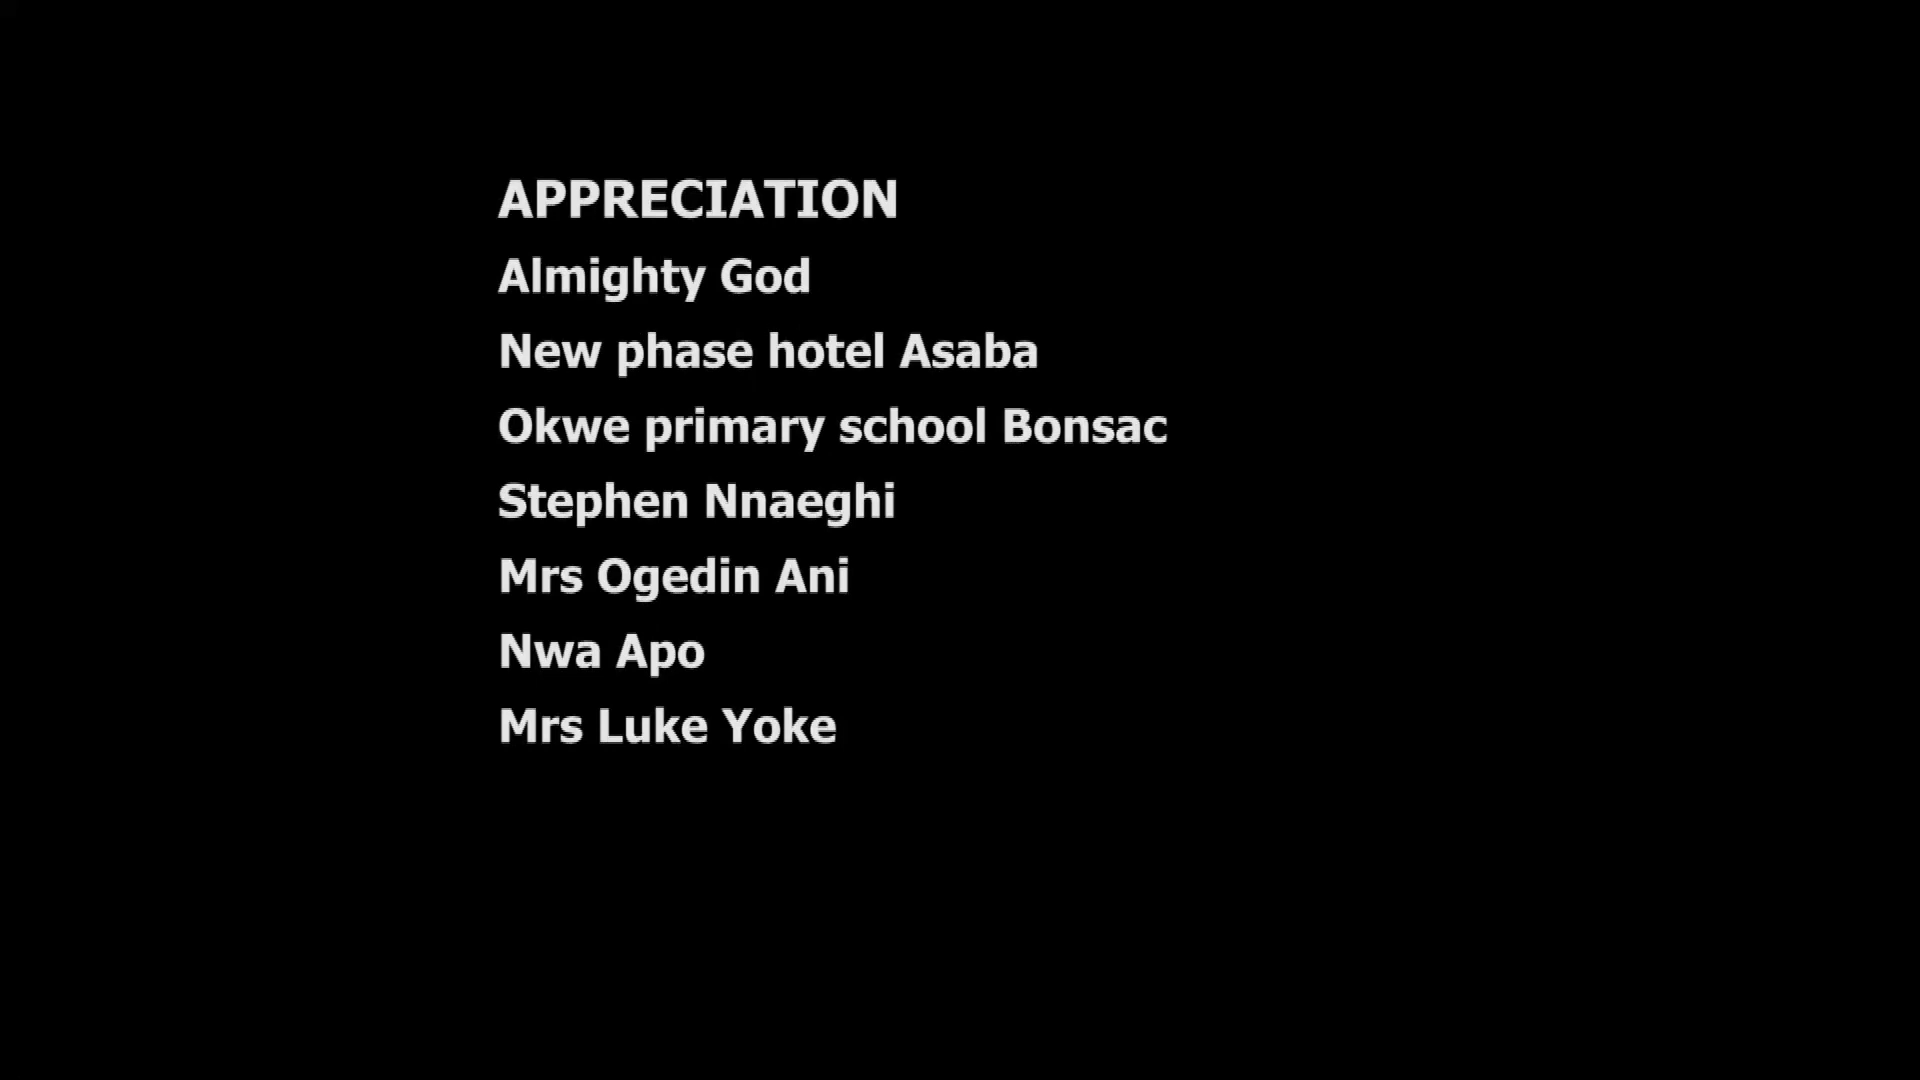 APPRECIATION
Almighty God
New phase hotel Asaba
Okwe primary school Bonsac
Stephen Nnaeghi
Mrs Ogedin Ani
Nwa Apo
Mrs Luke Yoke